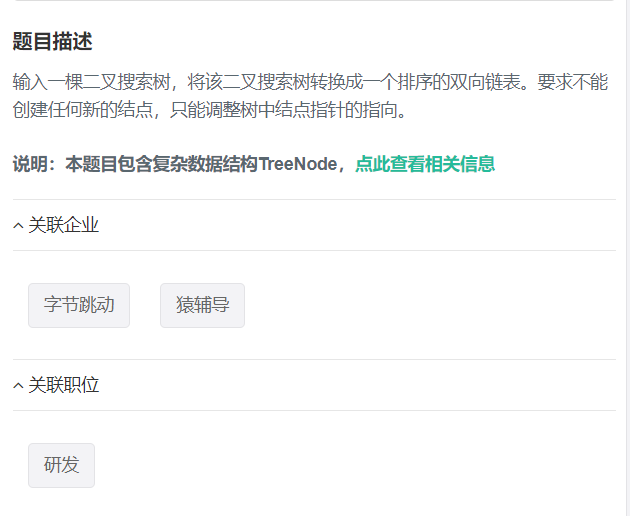 题目描述
输入一棵二叉搜索树，将该二叉搜索树转换成一个排序的双向链表。要求不能
创建任何新的结点，只能调整树中结点指针的指向。
说明：本题目包含复杂数据结构TreeNode，点此查看相关信息
关联企业
字节跳动 猿辅导
关联职位
研发